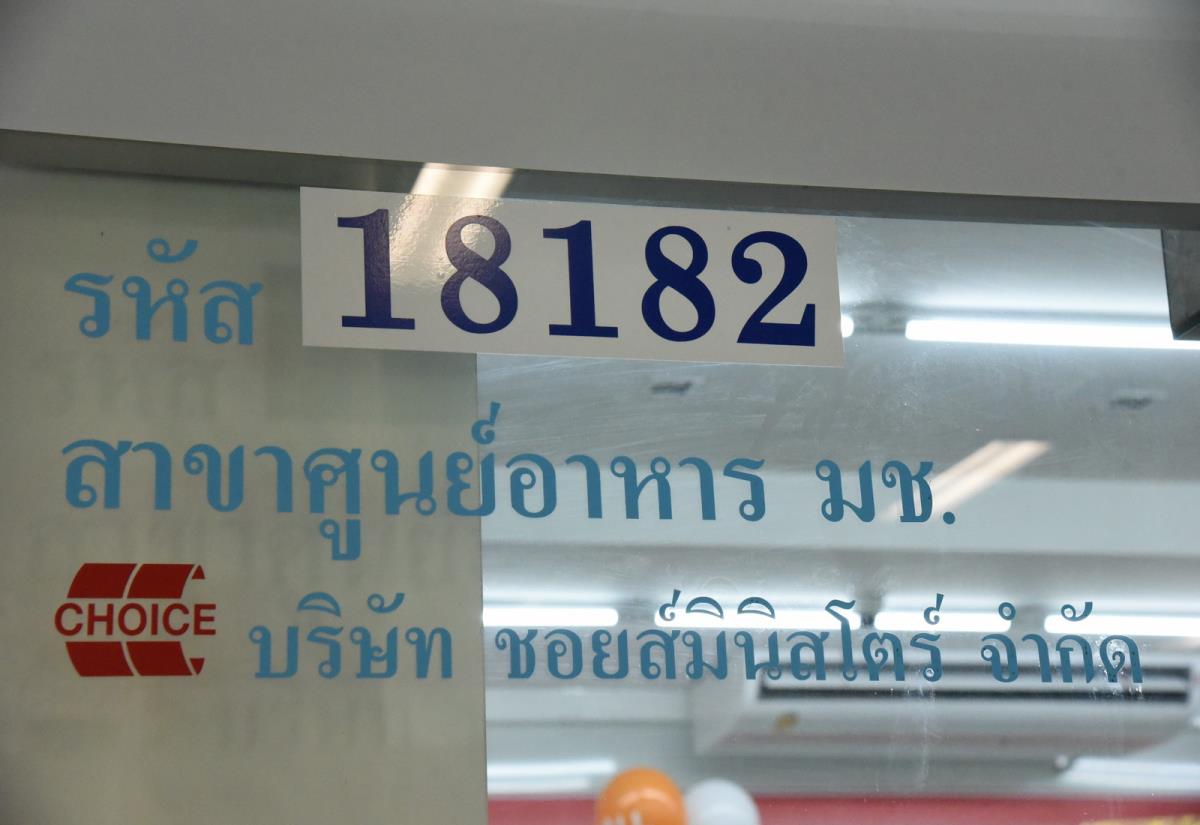 รหัส 18182
สาขาศูนย์อาหาร มช.
CHOICE บริษัท ชอยส์มินิสโตร์ จำกัด